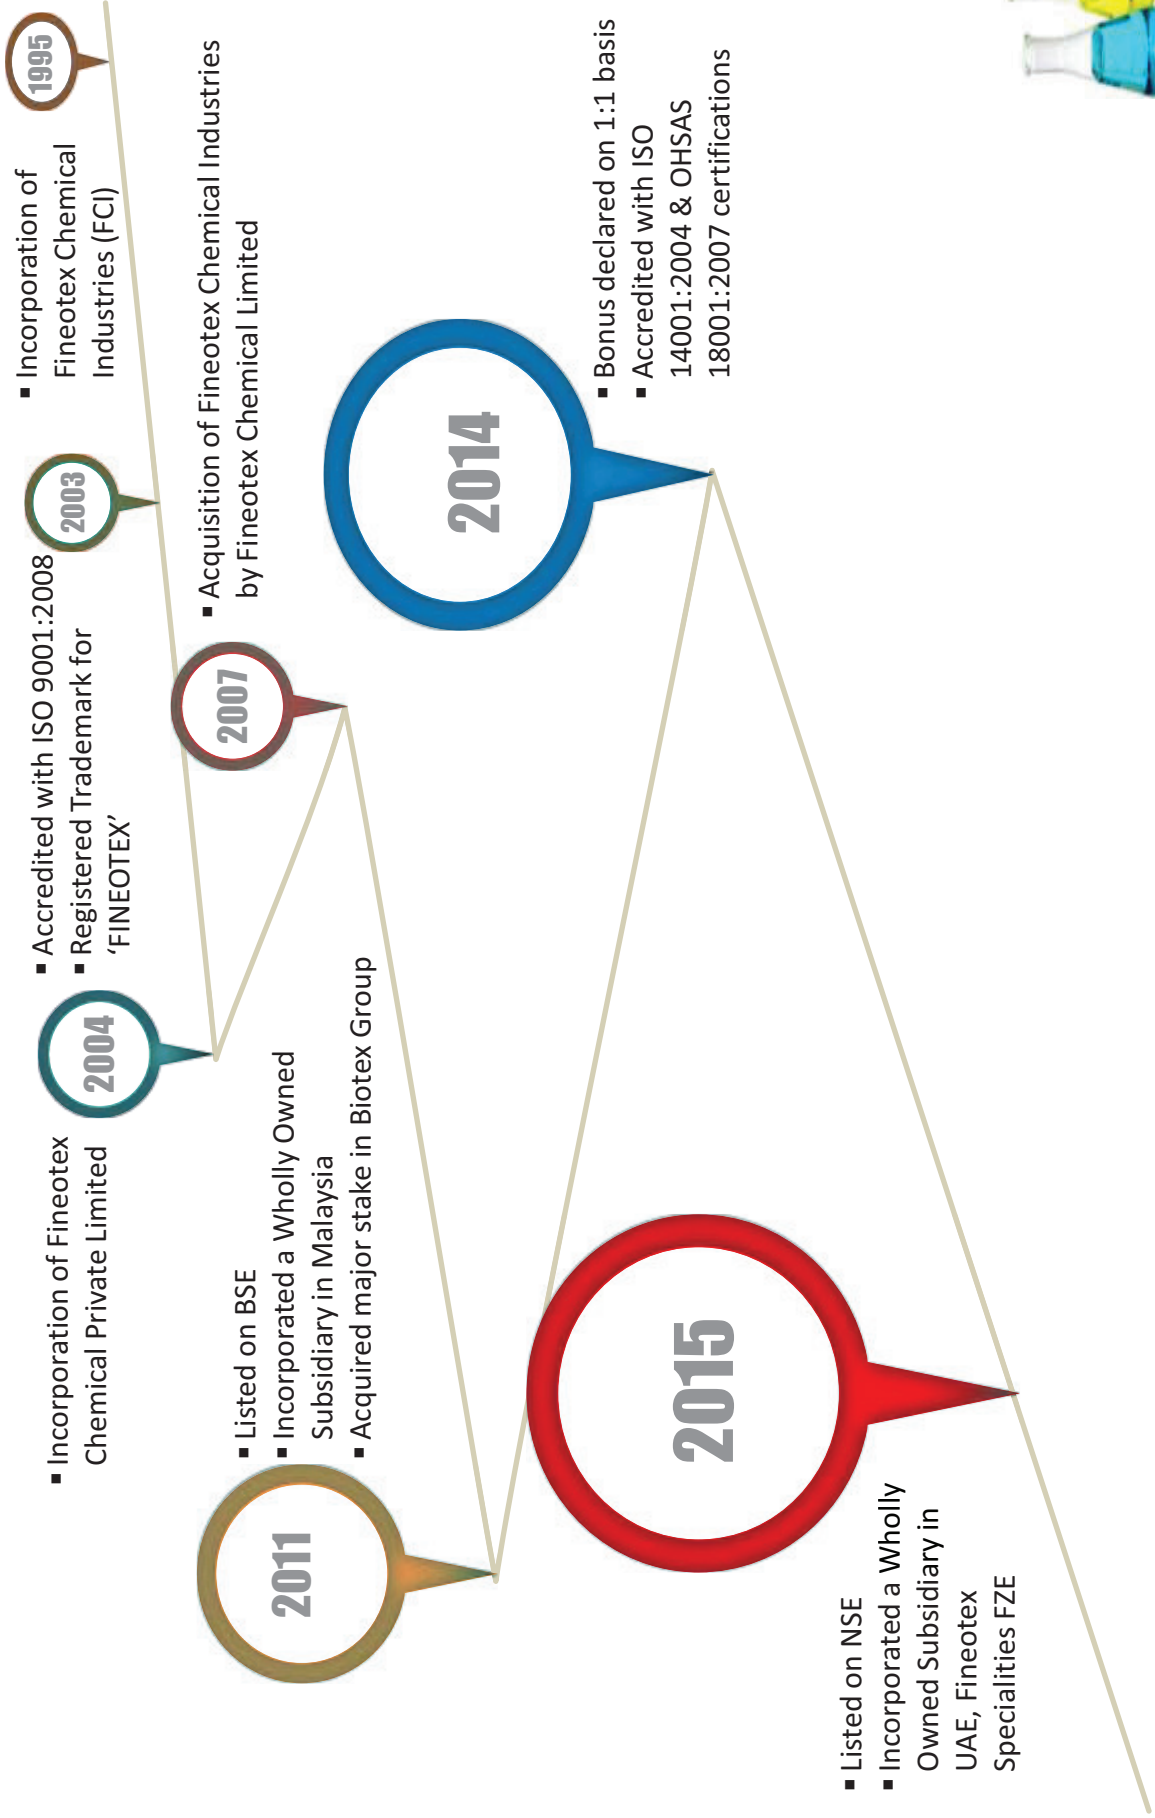 1995
Incorporation of
Fineotex Chemical
Industries (FCI)
2003
Accredited with ISO 9001:2008
Registered Trademark for
‘FINEOTEX’
2004
Incorporation of Fineotex
Chemical Private Limited
2007
Acquisition of Fineotex Chemical Industries
by Fineotex Chemical Limited
2011
Listed on BSE
Incorporated a Wholly Owned
Subsidiary in Malaysia
Acquired major stake in Biotex Group
2014
Bonus declared on 1:1 basis
Accredited with ISO
14001:2004 & OHSAS
18001:2007 certifications
2015
Listed on NSE
Incorporated a Wholly
Owned Subsidiary in
UAE, Fineotex
Specialities FZE